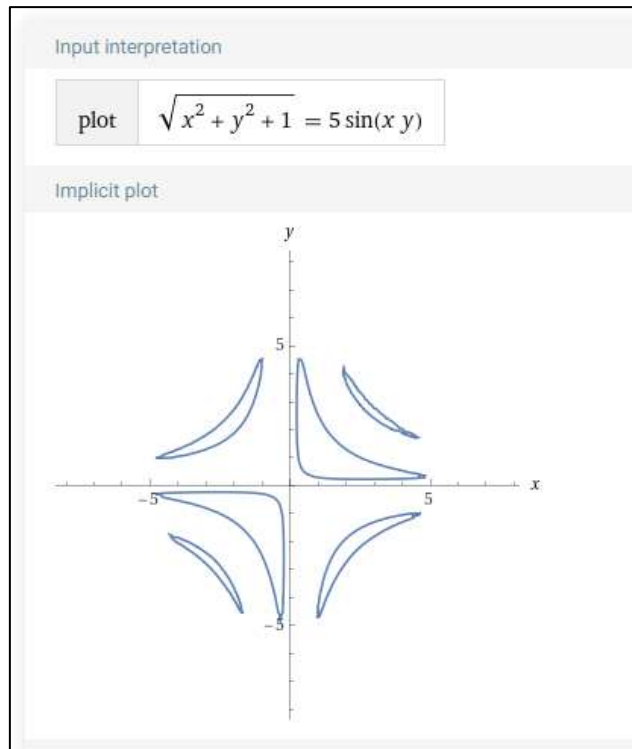 Input interpretation
plot √(x² + y² + 1) = 5 sin(x y)
Implicit plot
y
5
-5
5
x
-5